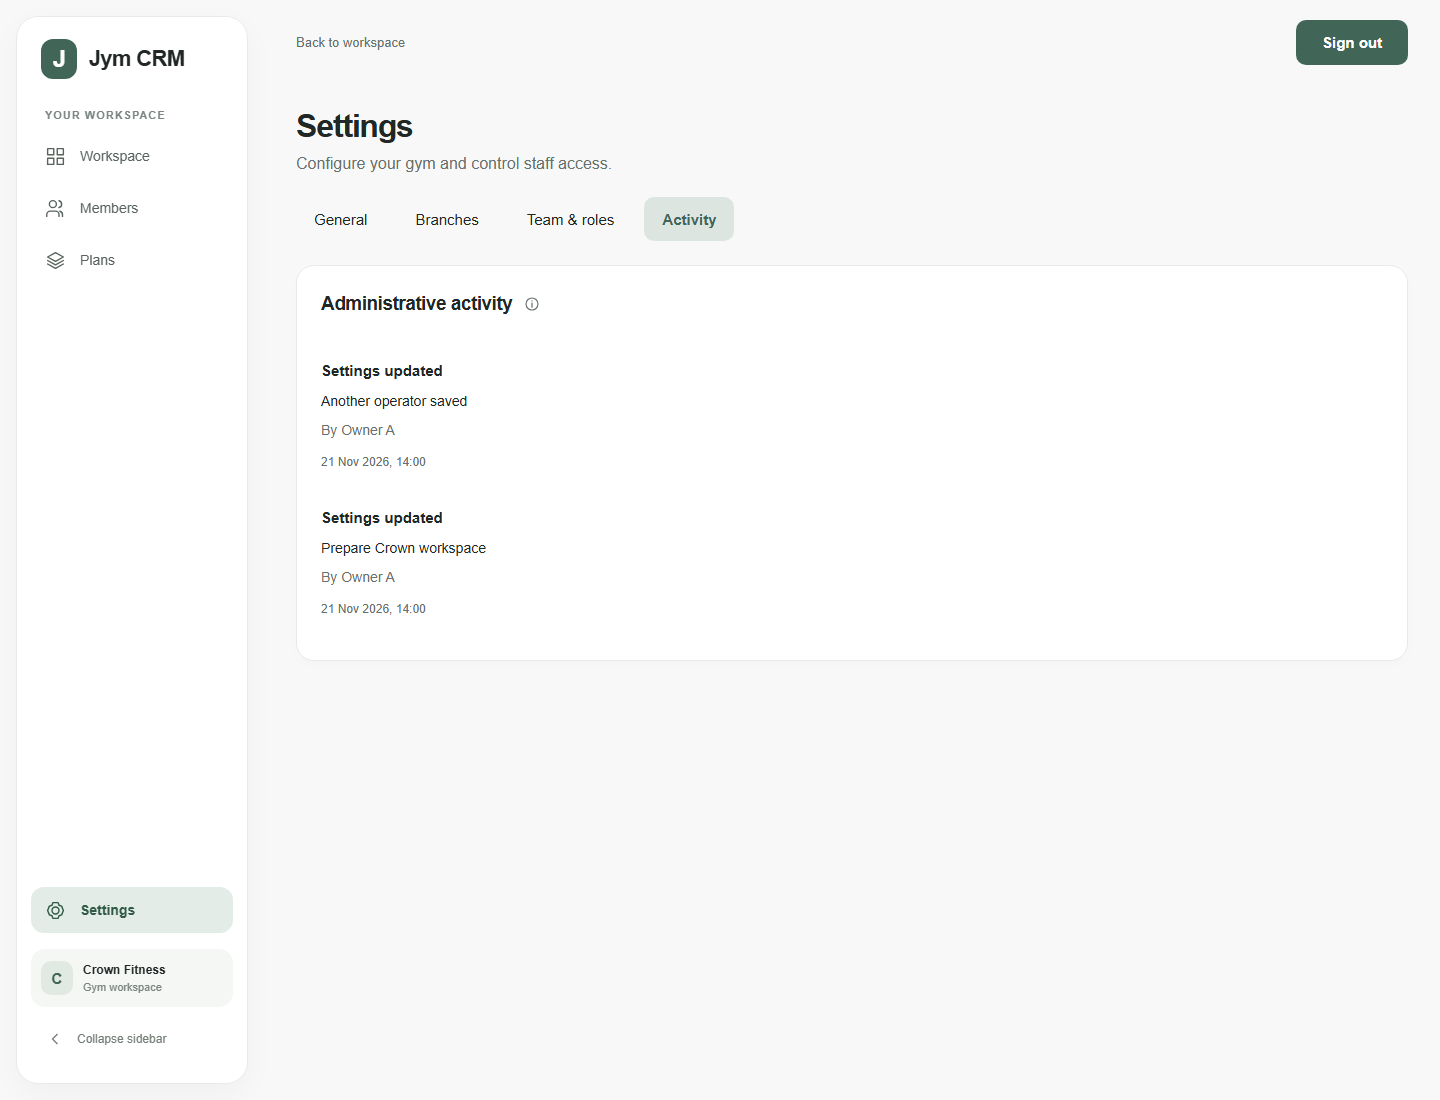 J Jym CRM
YOUR WORKSPACE
Workspace
Members
Plans
Settings
C
Crown Fitness
Gym workspace
Collapse sidebar
Back to workspace
Sign out
Settings
Configure your gym and control staff access.
General Branches Team & roles Activity
Administrative activity
Settings updated
Another operator saved
By Owner A
21 Nov 2026, 14:00
Settings updated
Prepare Crown workspace
By Owner A
21 Nov 2026, 14:00